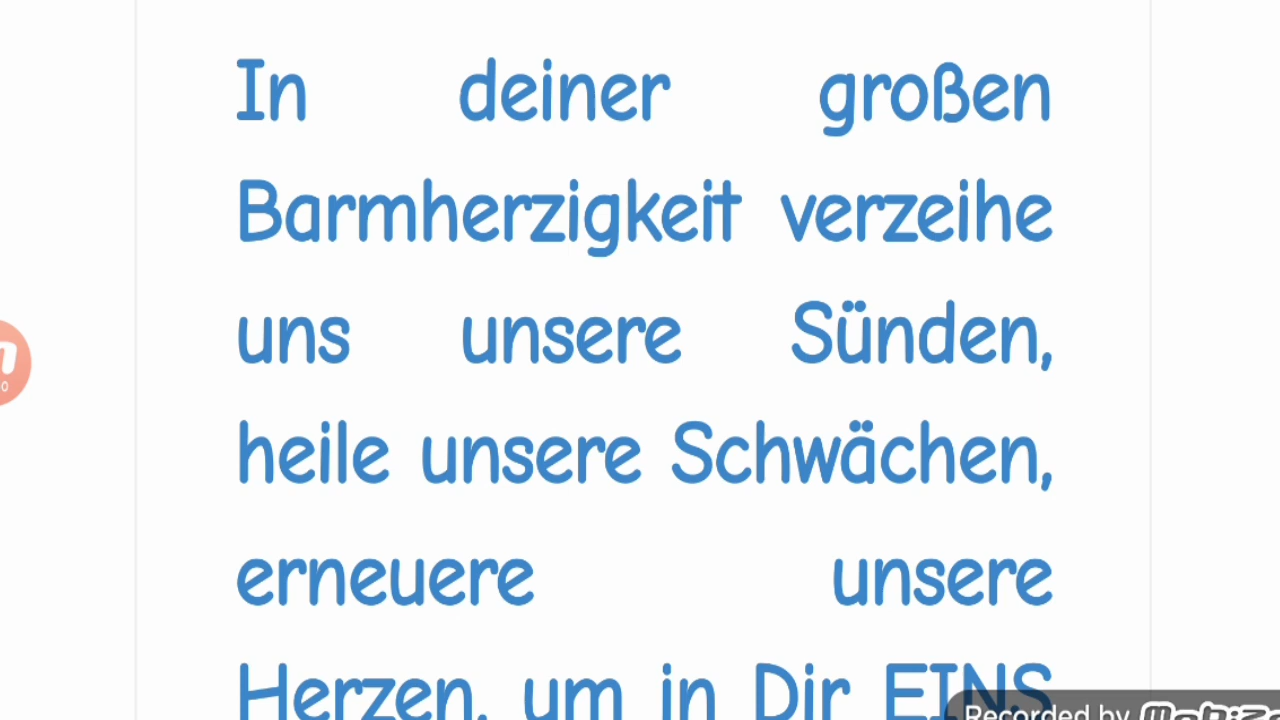 In deiner großen
Barmherzigkeit verzeihe
uns unsere Sünden,
heile unsere Schwächen,
erneuere unsere
Herzen, um in Dir EINS
Recorded by